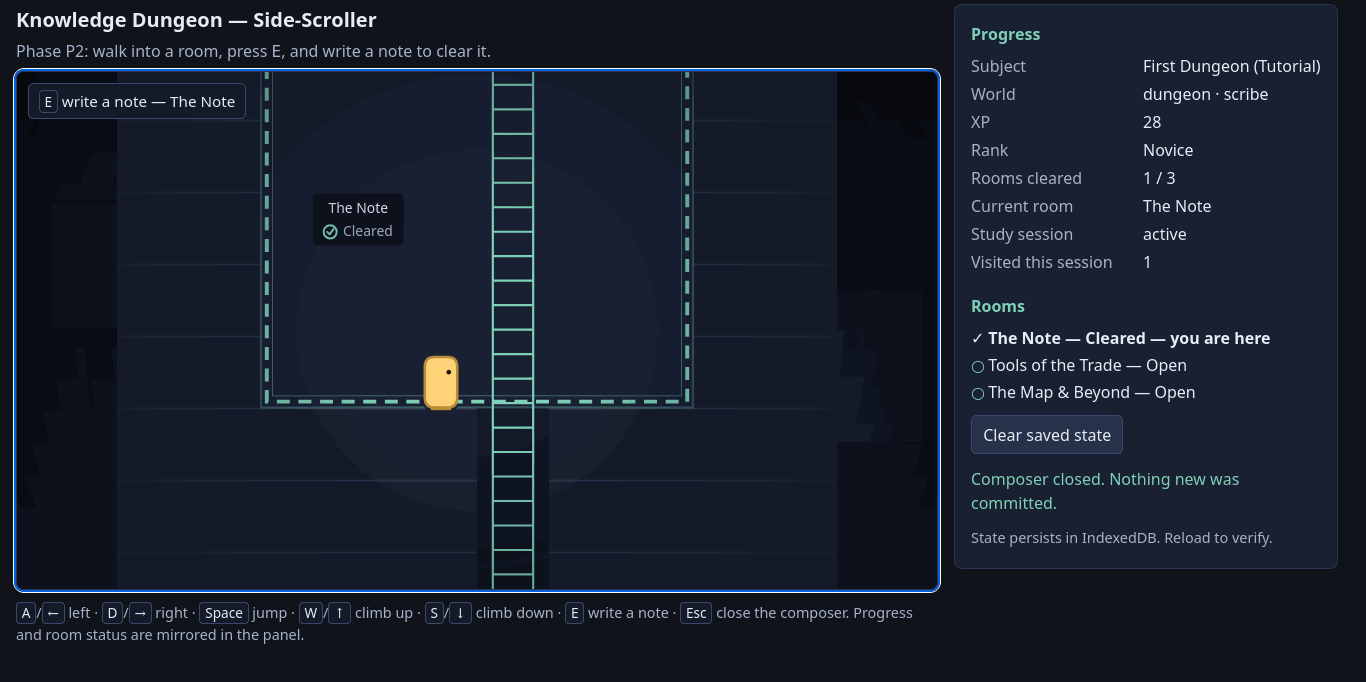 Knowledge Dungeon — Side-Scroller
Phase P2: walk into a room, press E, and write a note to clear it.
E write a note — The Note
The Note
Cleared
A/← left · D/→ right · Space jump · W/↑ climb up · S/↓ climb down · E write a note · Esc close the composer. Progress
and room status are mirrored in the panel.
Progress
Subject First Dungeon (Tutorial)
World dungeon · scribe
XP 28
Rank Novice
Rooms cleared 1 / 3
Current room The Note
Study session active
Visited this session 1
Rooms
✓ The Note — Cleared — you are here
○ Tools of the Trade — Open
○ The Map & Beyond — Open
Clear saved state
Composer closed. Nothing new was
committed.
State persists in IndexedDB. Reload to verify.